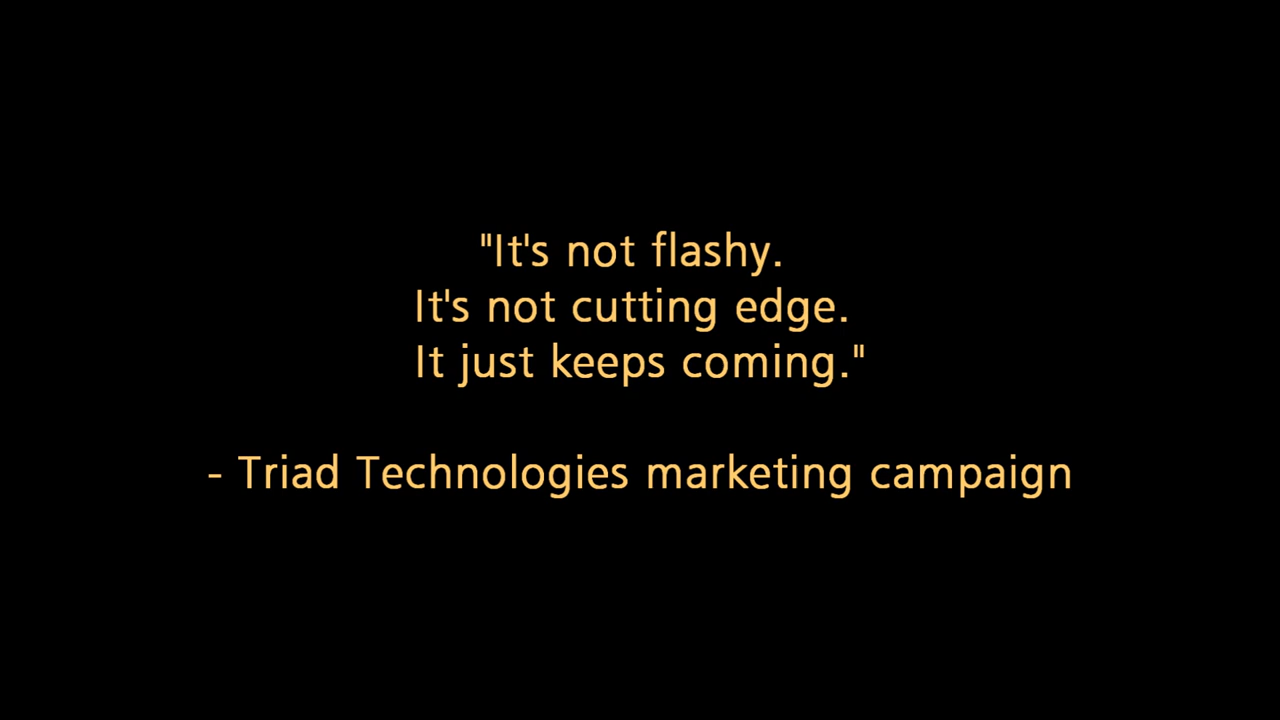 "It's not flashy.
It's not cutting edge.
It just keeps coming."
- Triad Technologies marketing campaign